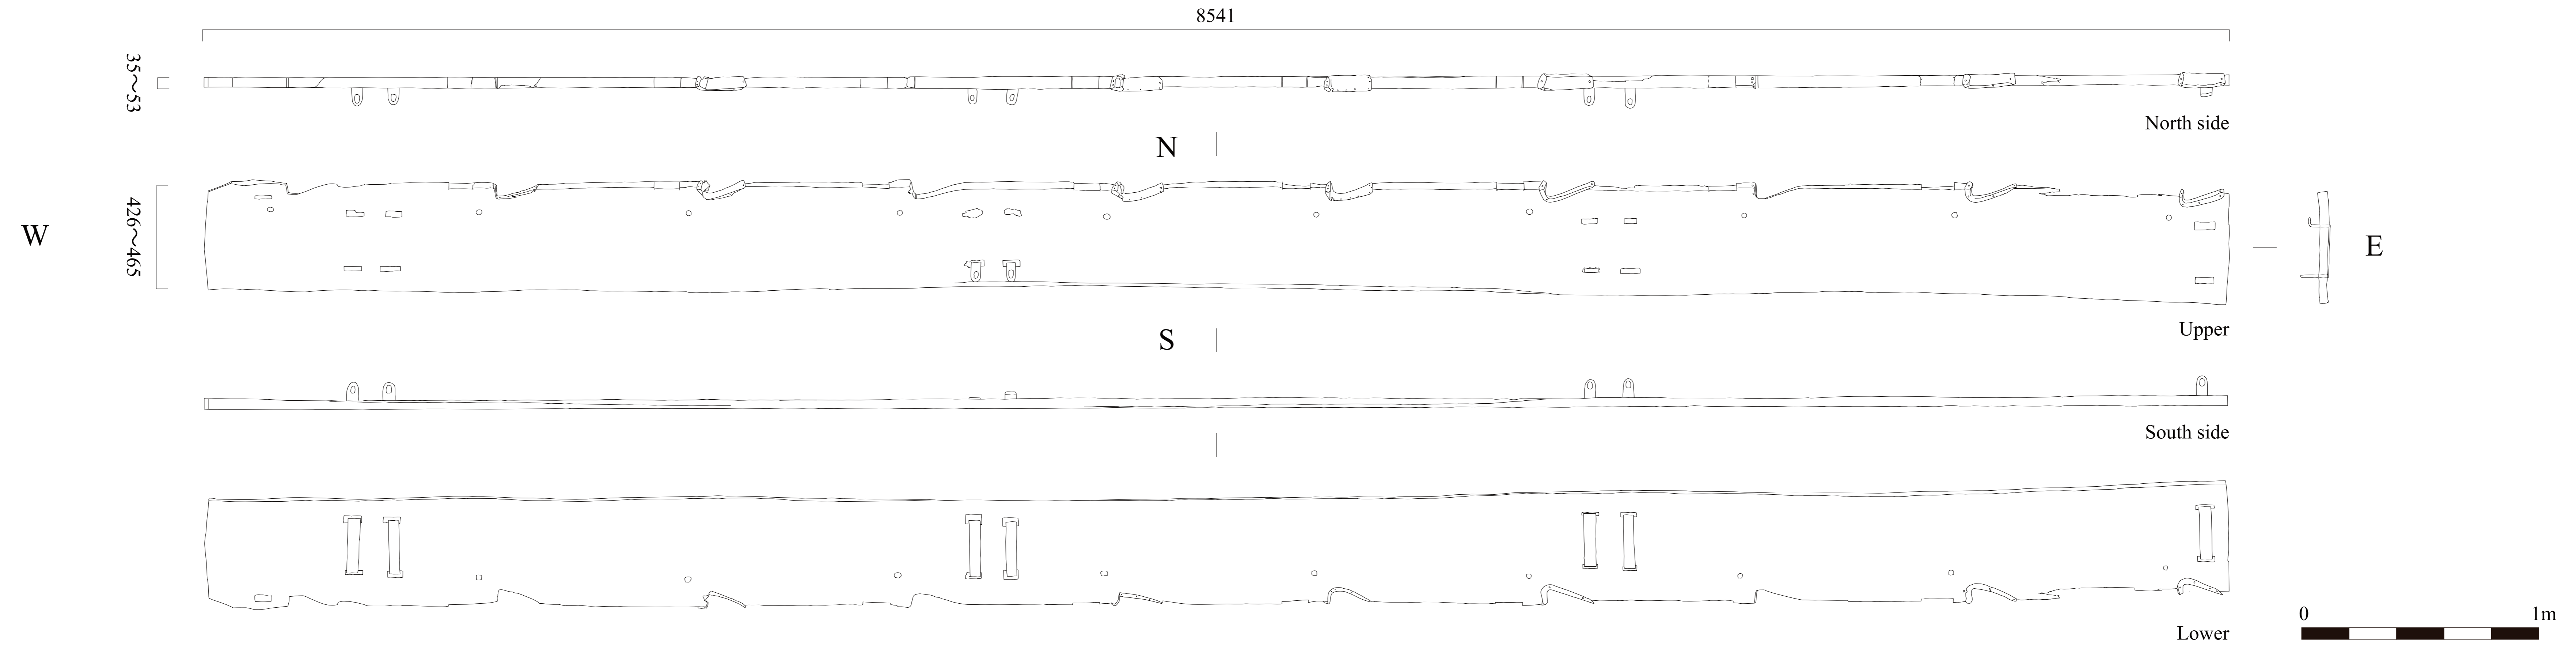 8541
35～53
North side
N
426～465
W
E
Upper
S
South side
0 1m
Lower